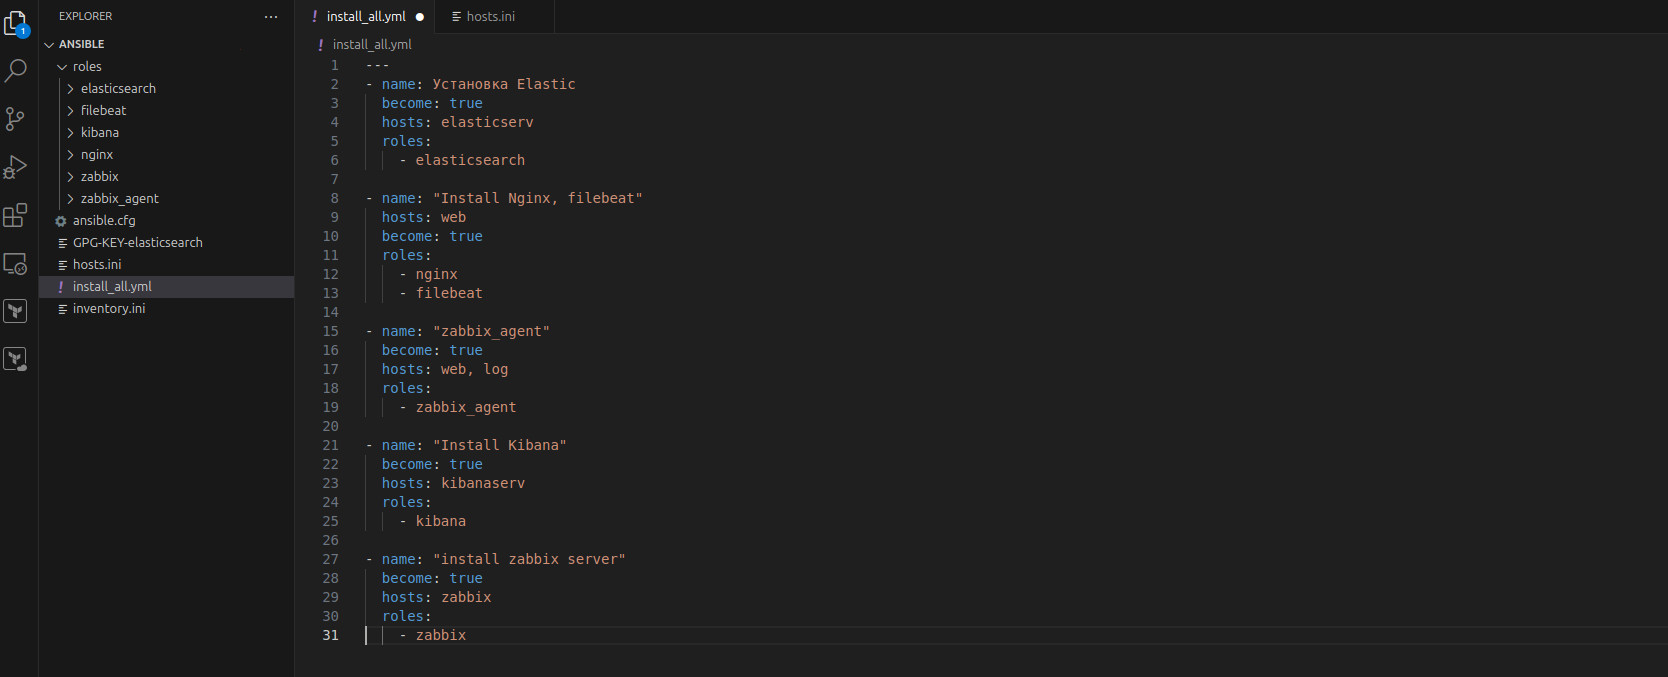 EXPLORER ...
1
ANSIBLE
roles
elasticsearch
filebeat
kibana
nginx
zabbix
zabbix_agent
ansible.cfg
GPG-KEY-elasticsearch
hosts.ini
! install_all.yml
inventory.ini
! install_all.yml ●
hosts.ini
! install_all.yml
1 ---
2 - name: Установка Elastic
3 become: true
4 hosts: elasticserv
5 roles:
6 - elasticsearch
7
8 - name: "Install Nginx, filebeat"
9 hosts: web
10 become: true
11 roles:
12 - nginx
13 - filebeat
14
15 - name: "zabbix_agent"
16 become: true
17 hosts: web, log
18 roles:
19 - zabbix_agent
20
21 - name: "Install Kibana"
22 become: true
23 hosts: kibanaserv
24 roles:
25 - kibana
26
27 - name: "install zabbix server"
28 become: true
29 hosts: zabbix
30 roles:
31 - zabbix